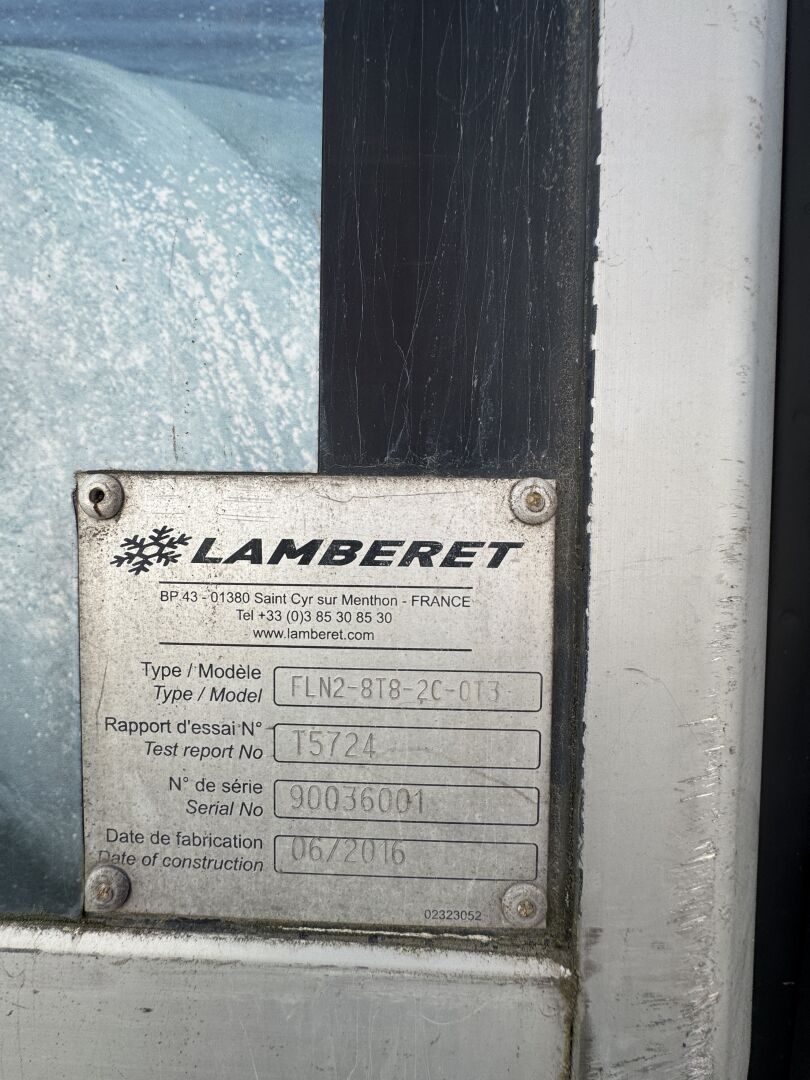 LAMBERET
BP 43 - 01380 Saint Cyr sur Menthon - FRANCE
Tel +33 (0)3 85 30 85 30
www.lamberet.com
Type / Modèle
Type / Model FLN2-8T8-2C-0T3
Rapport d'essai N°
Test report No T5724
N° de série
Serial No 90036001
Date de fabrication
Date of construction 06/2016
02323052